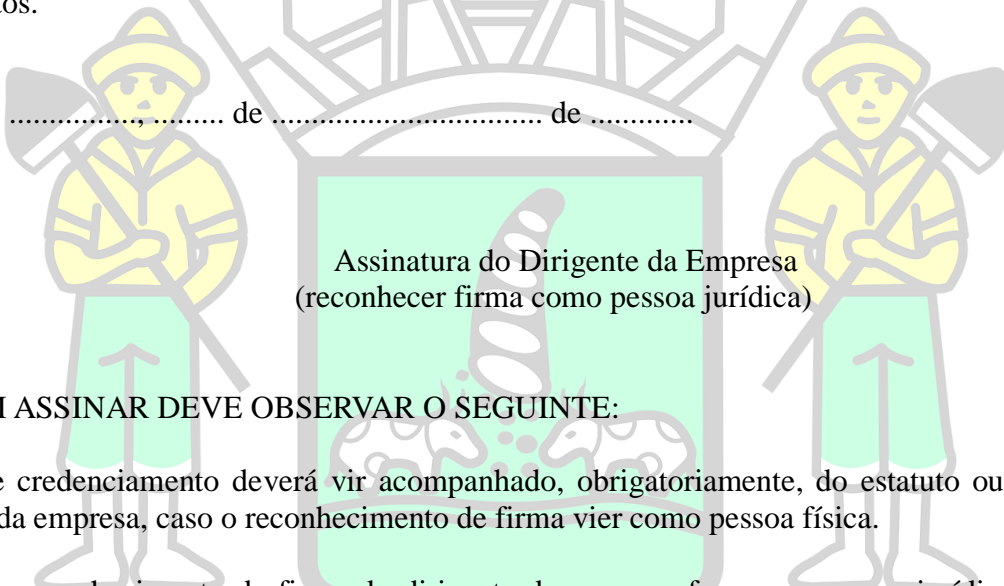 ..............., ......... de .................................. de .............
Assinatura do Dirigente da Empresa
(reconhecer firma como pessoa jurídica)
ASSINAR DEVE OBSERVAR O SEGUINTE:
credenciamento deverá vir acompanhado, obrigatoriamente, do estatuto ou
da empresa, caso o reconhecimento de firma vier como pessoa física.